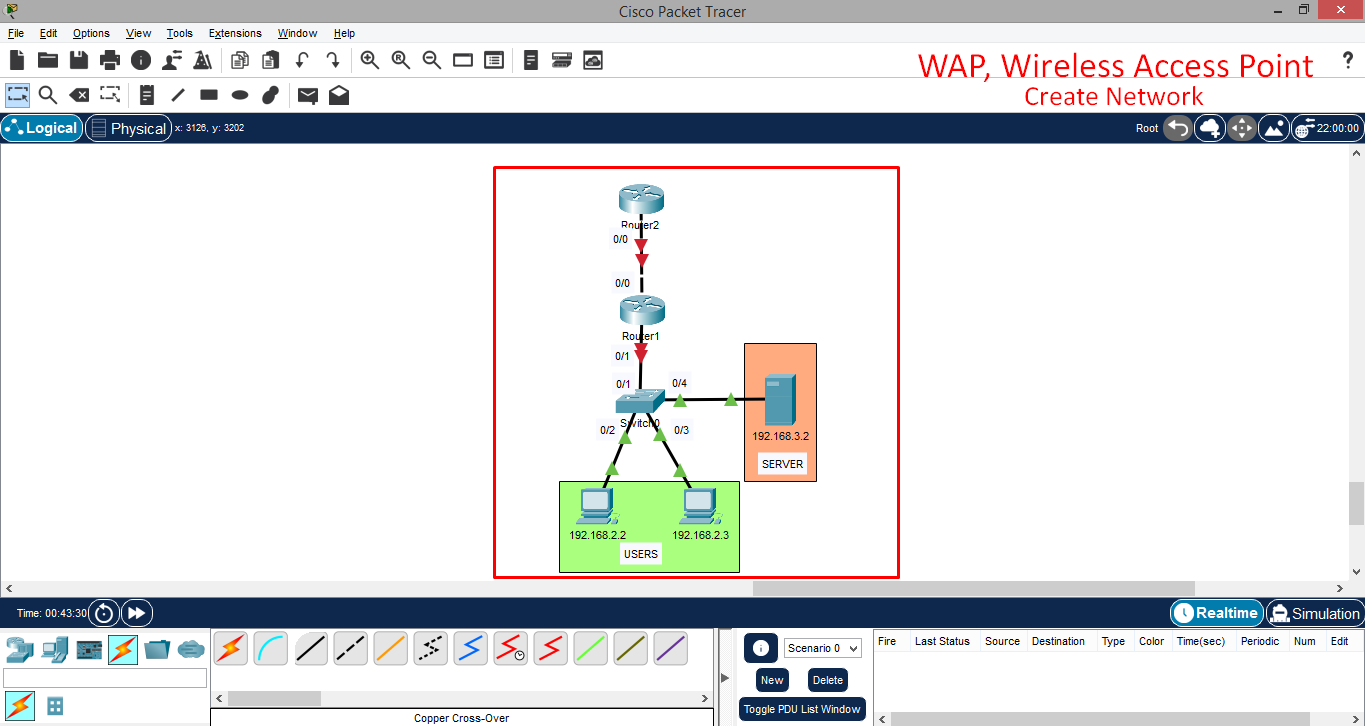 Cisco Packet Tracer
File Edit Options View Tools Extensions Window Help
WAP, Wireless Access Point
?
Create Network
Logical Physical x: 3126, y: 3202 Root 22:00:00
Router2
0/0
0/0
Router1
0/1
0/1 0/4
Switch0
0/2 0/3
192.168.3.2
SERVER
192.168.2.2 192.168.2.3
USERS
Time: 00:43:30 Realtime Simulation
Scenario 0
Fire Last Status Source Destination Type Color Time(sec) Periodic Num Edit
New Delete
Toggle PDU List Window
Copper Cross-Over